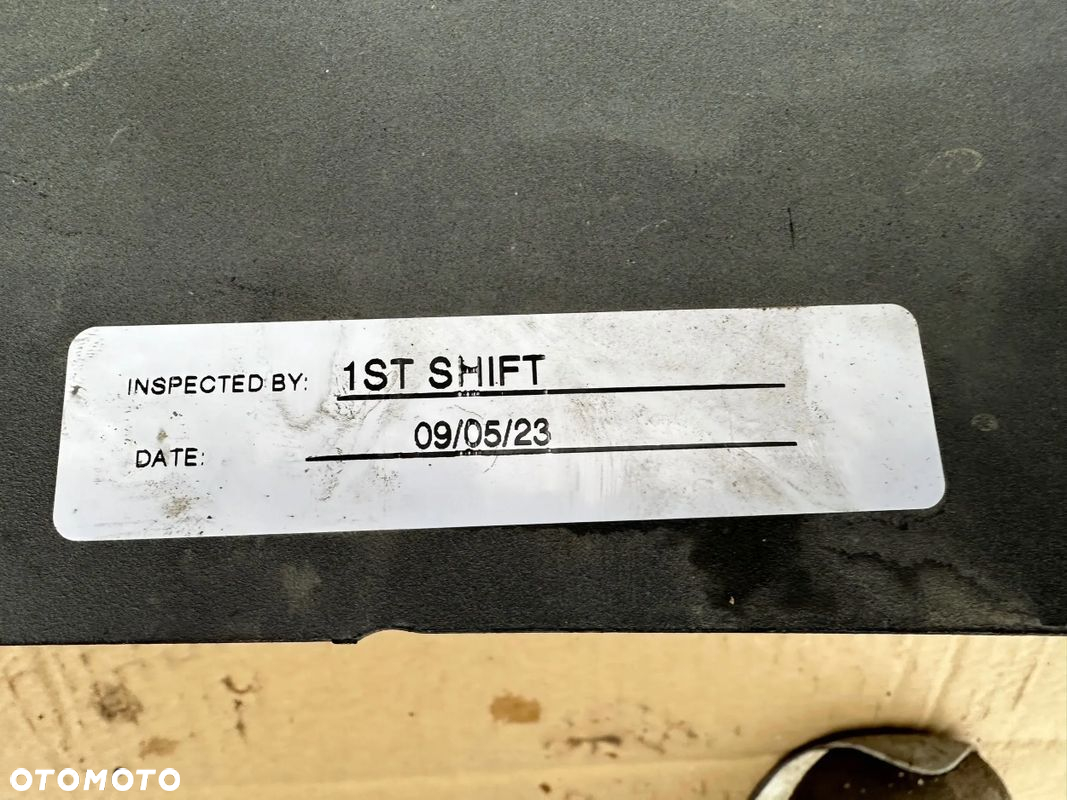 INSPECTED BY: 1ST SHIFT
DATE: 09/05/23
OTOMOTO